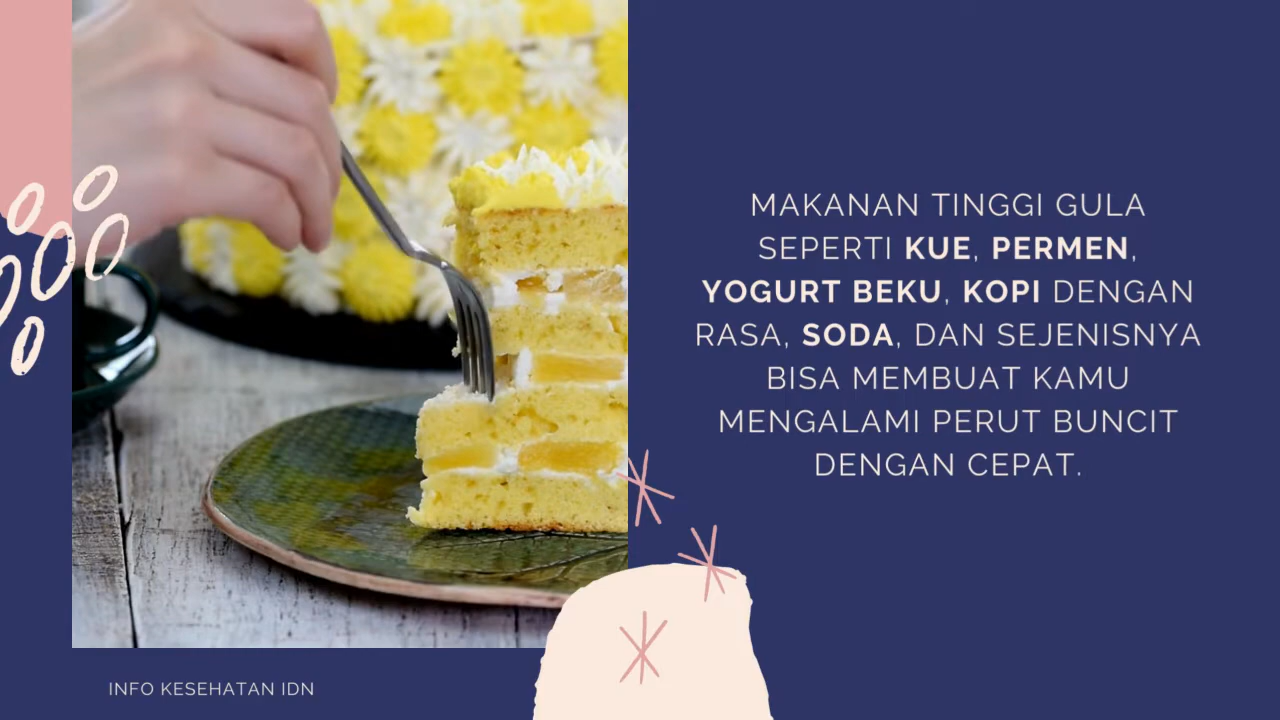 MAKANAN TINGGI GULA
SEPERTI KUE, PERMEN,
YOGURT BEKU, KOPI DENGAN
RASA, SODA, DAN SEJENISNYA
BISA MEMBUAT KAMU
MENGALAMI PERUT BUNCIT
DENGAN CEPAT.
INFO KESEHATAN IDN